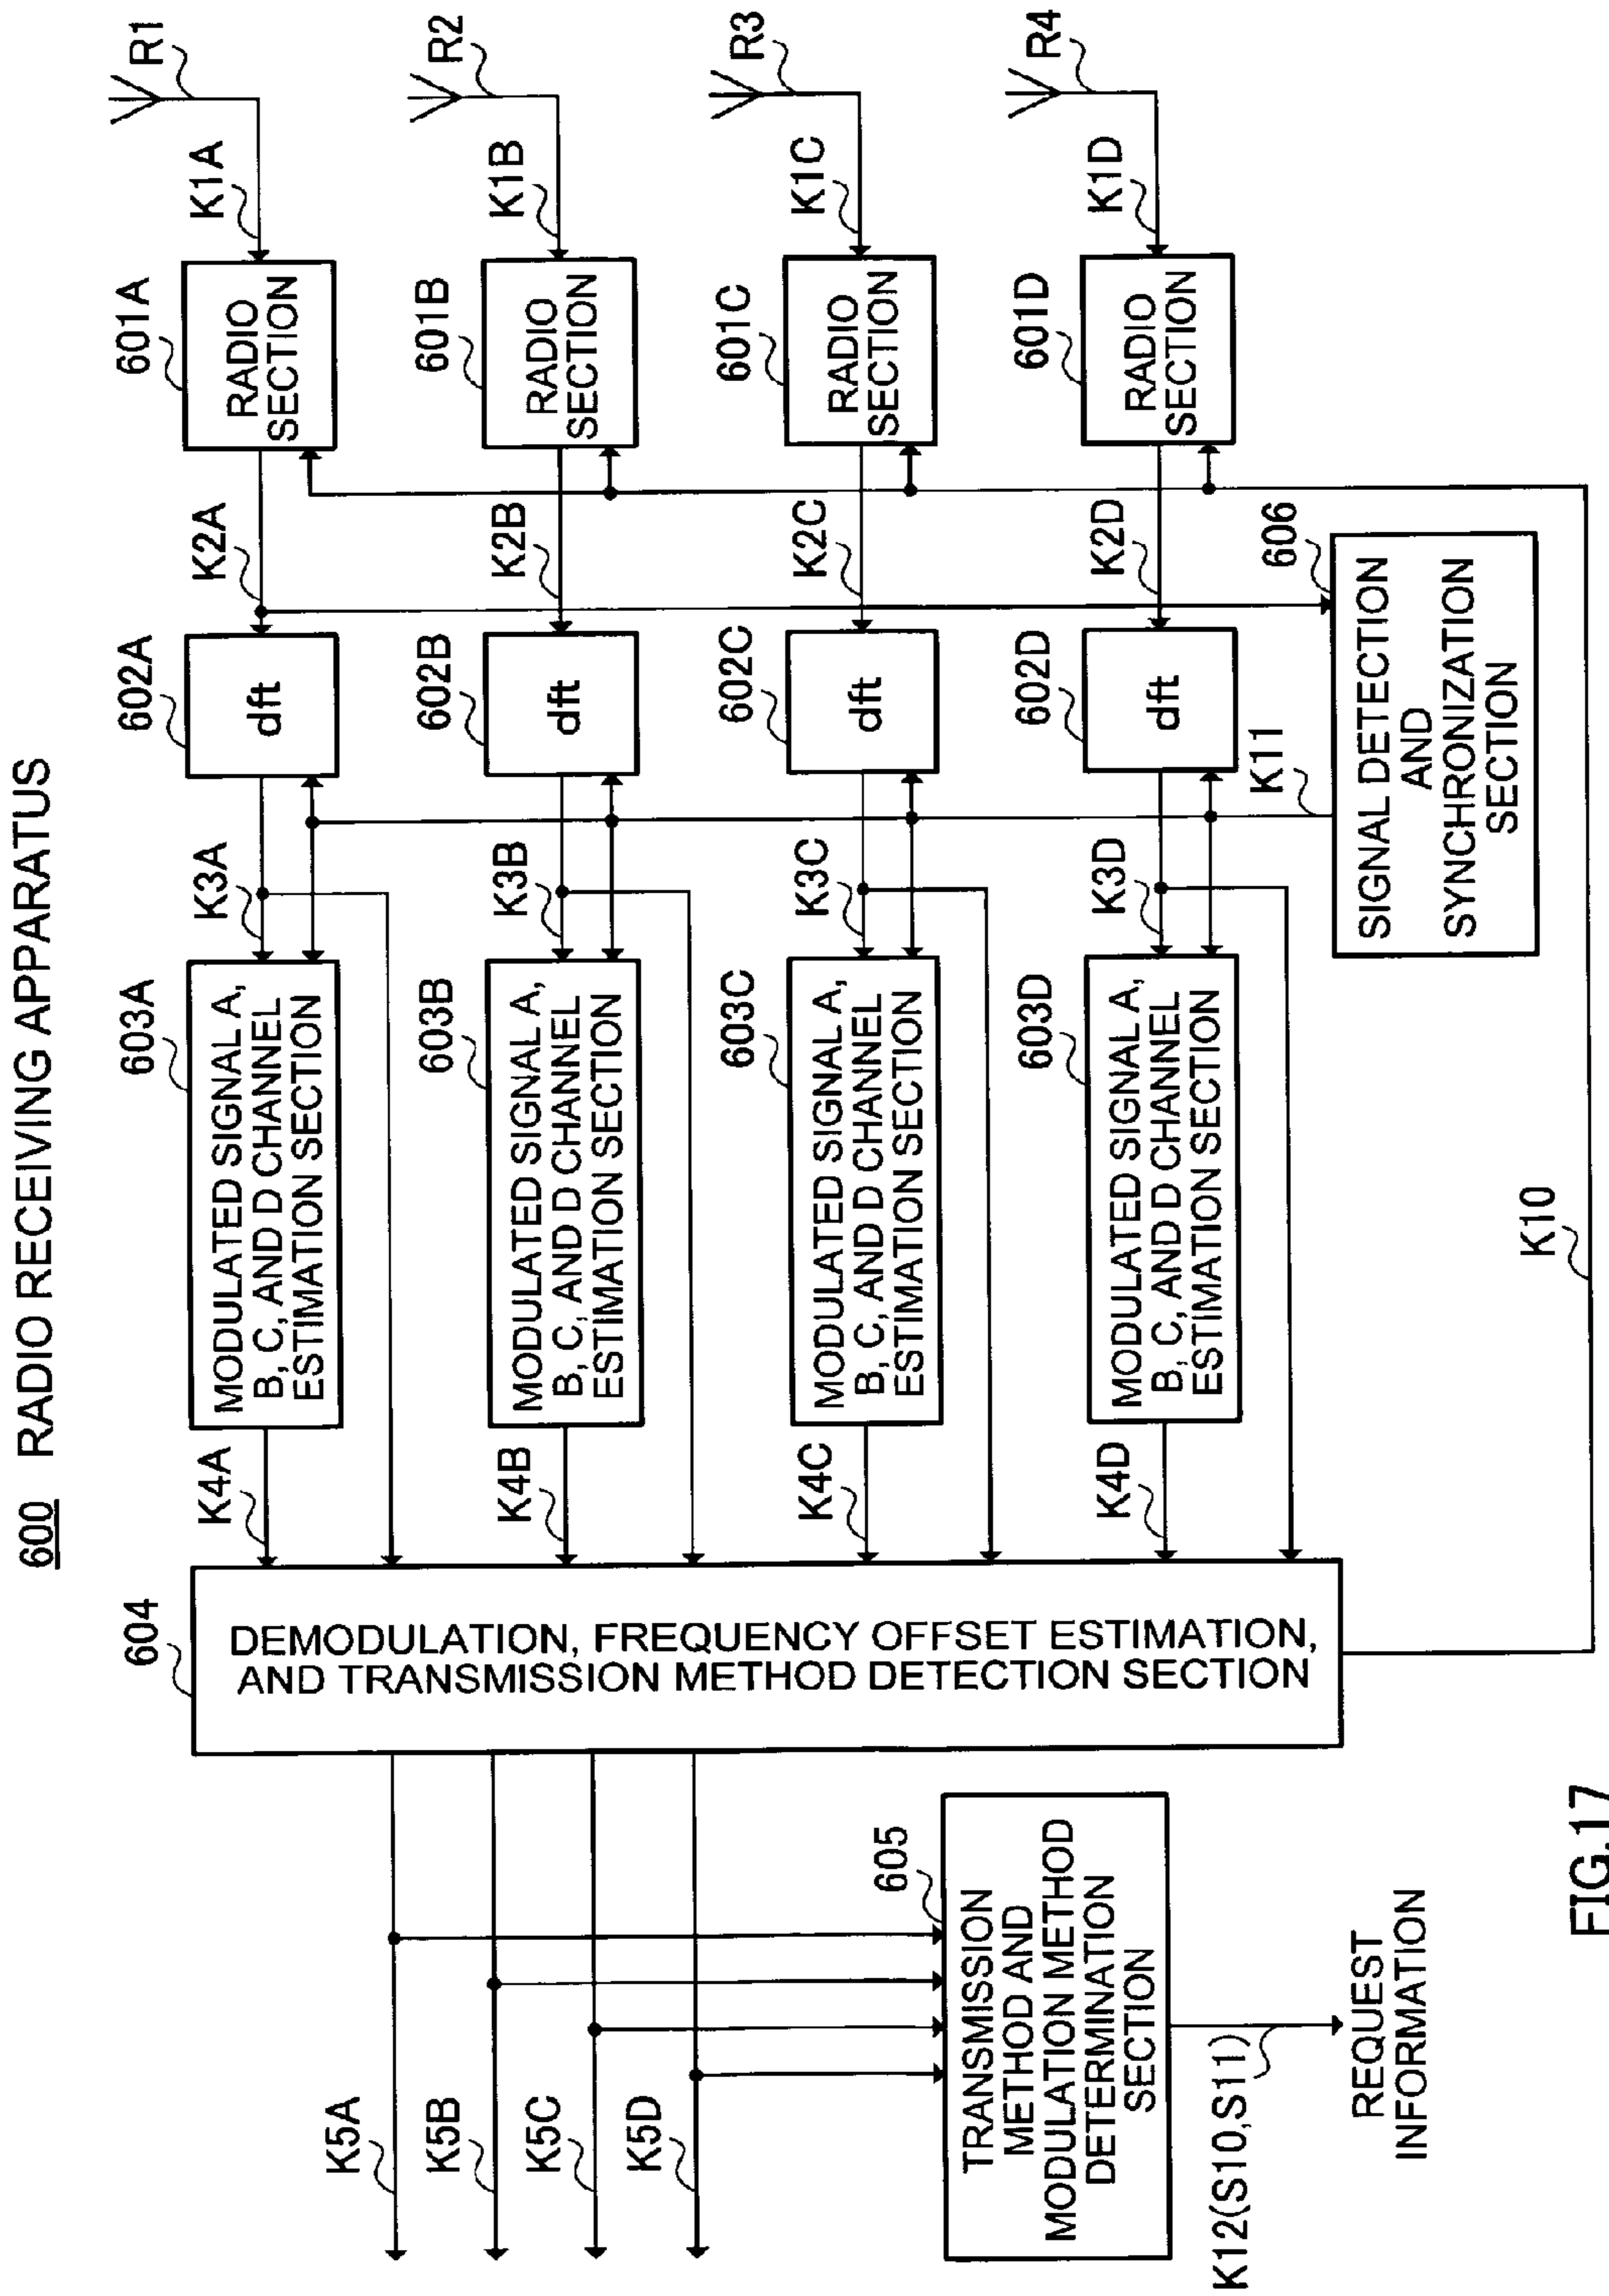 600 RADIO RECEIVING APPARATUS
R1
K1A
601A
RADIO
SECTION
K2A
602A
dft
K3A
603A
MODULATED SIGNAL A,
B, C, AND D CHANNEL
ESTIMATION SECTION
K4A
R2
K1B
601B
RADIO
SECTION
K2B
602B
dft
K3B
603B
MODULATED SIGNAL A,
B, C, AND D CHANNEL
ESTIMATION SECTION
K4B
R3
K1C
601C
RADIO
SECTION
K2C
602C
dft
K3C
603C
MODULATED SIGNAL A,
B, C, AND D CHANNEL
ESTIMATION SECTION
K4C
R4
K1D
601D
RADIO
SECTION
K2D
602D
dft
K3D
603D
MODULATED SIGNAL A,
B, C, AND D CHANNEL
ESTIMATION SECTION
K4D
606
SIGNAL DETECTION
AND
SYNCHRONIZATION
SECTION
K11
K10
604
DEMODULATION, FREQUENCY OFFSET ESTIMATION,
AND TRANSMISSION METHOD DETECTION SECTION
K5A
K5B
K5C
K5D
605
TRANSMISSION
METHOD AND
MODULATION METHOD
DETERMINATION
SECTION
K12(S10,S11)
REQUEST
INFORMATION
FIG.17